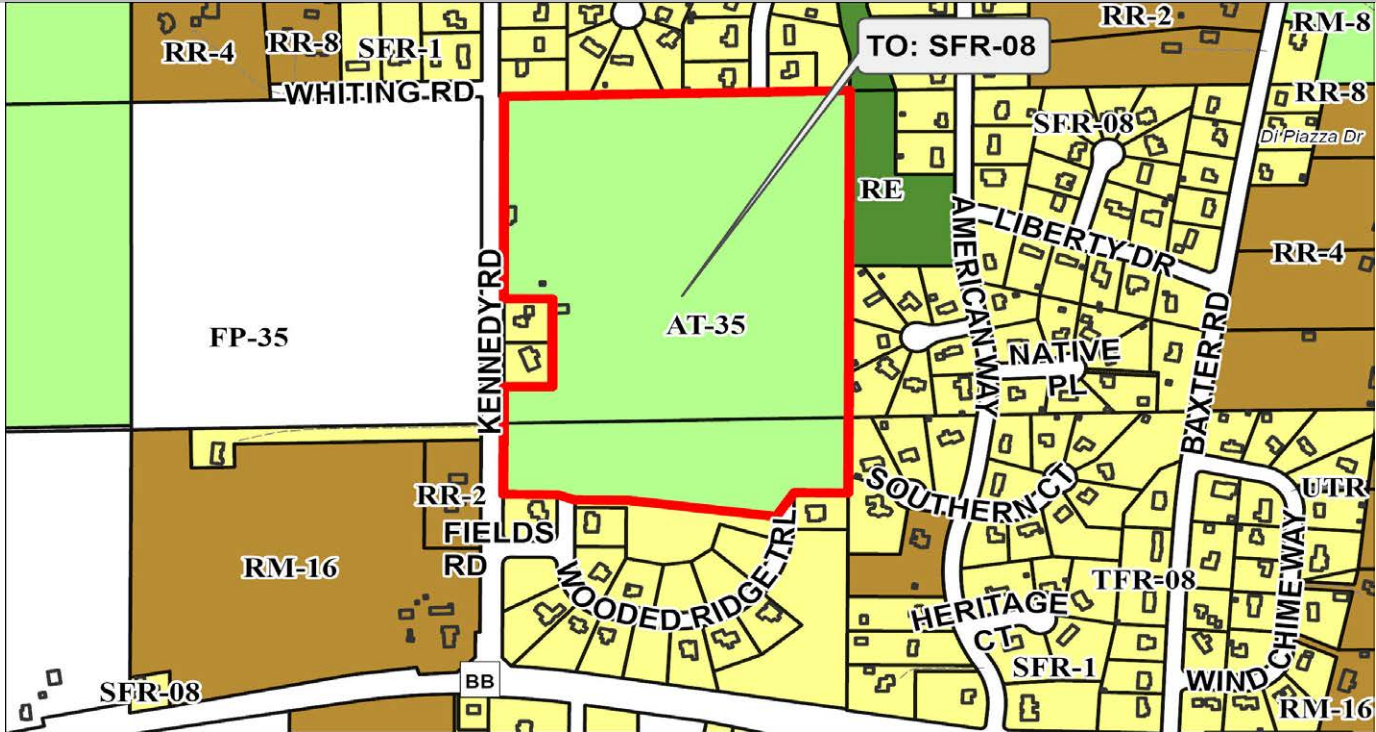 RR-2
RM-8
RR-4
RR-8
SFR-1
TO: SFR-08
WHITING RD
RR-8
SFR-08
Di Piazza Dr
RE
AMERICAN WAY
LIBERTY DR
RR-4
KENNEDY RD
FP-35
AT-35
NATIVE
PL
BAXTER RD
SOUTHERN CT
RR-2
UTR
FIELDS
RD
RM-16
WOODED RIDGE TRL
TFR-08
HERITAGE
CT
WIND CHIME WAY
SFR-1
BB
SFR-08
RM-16